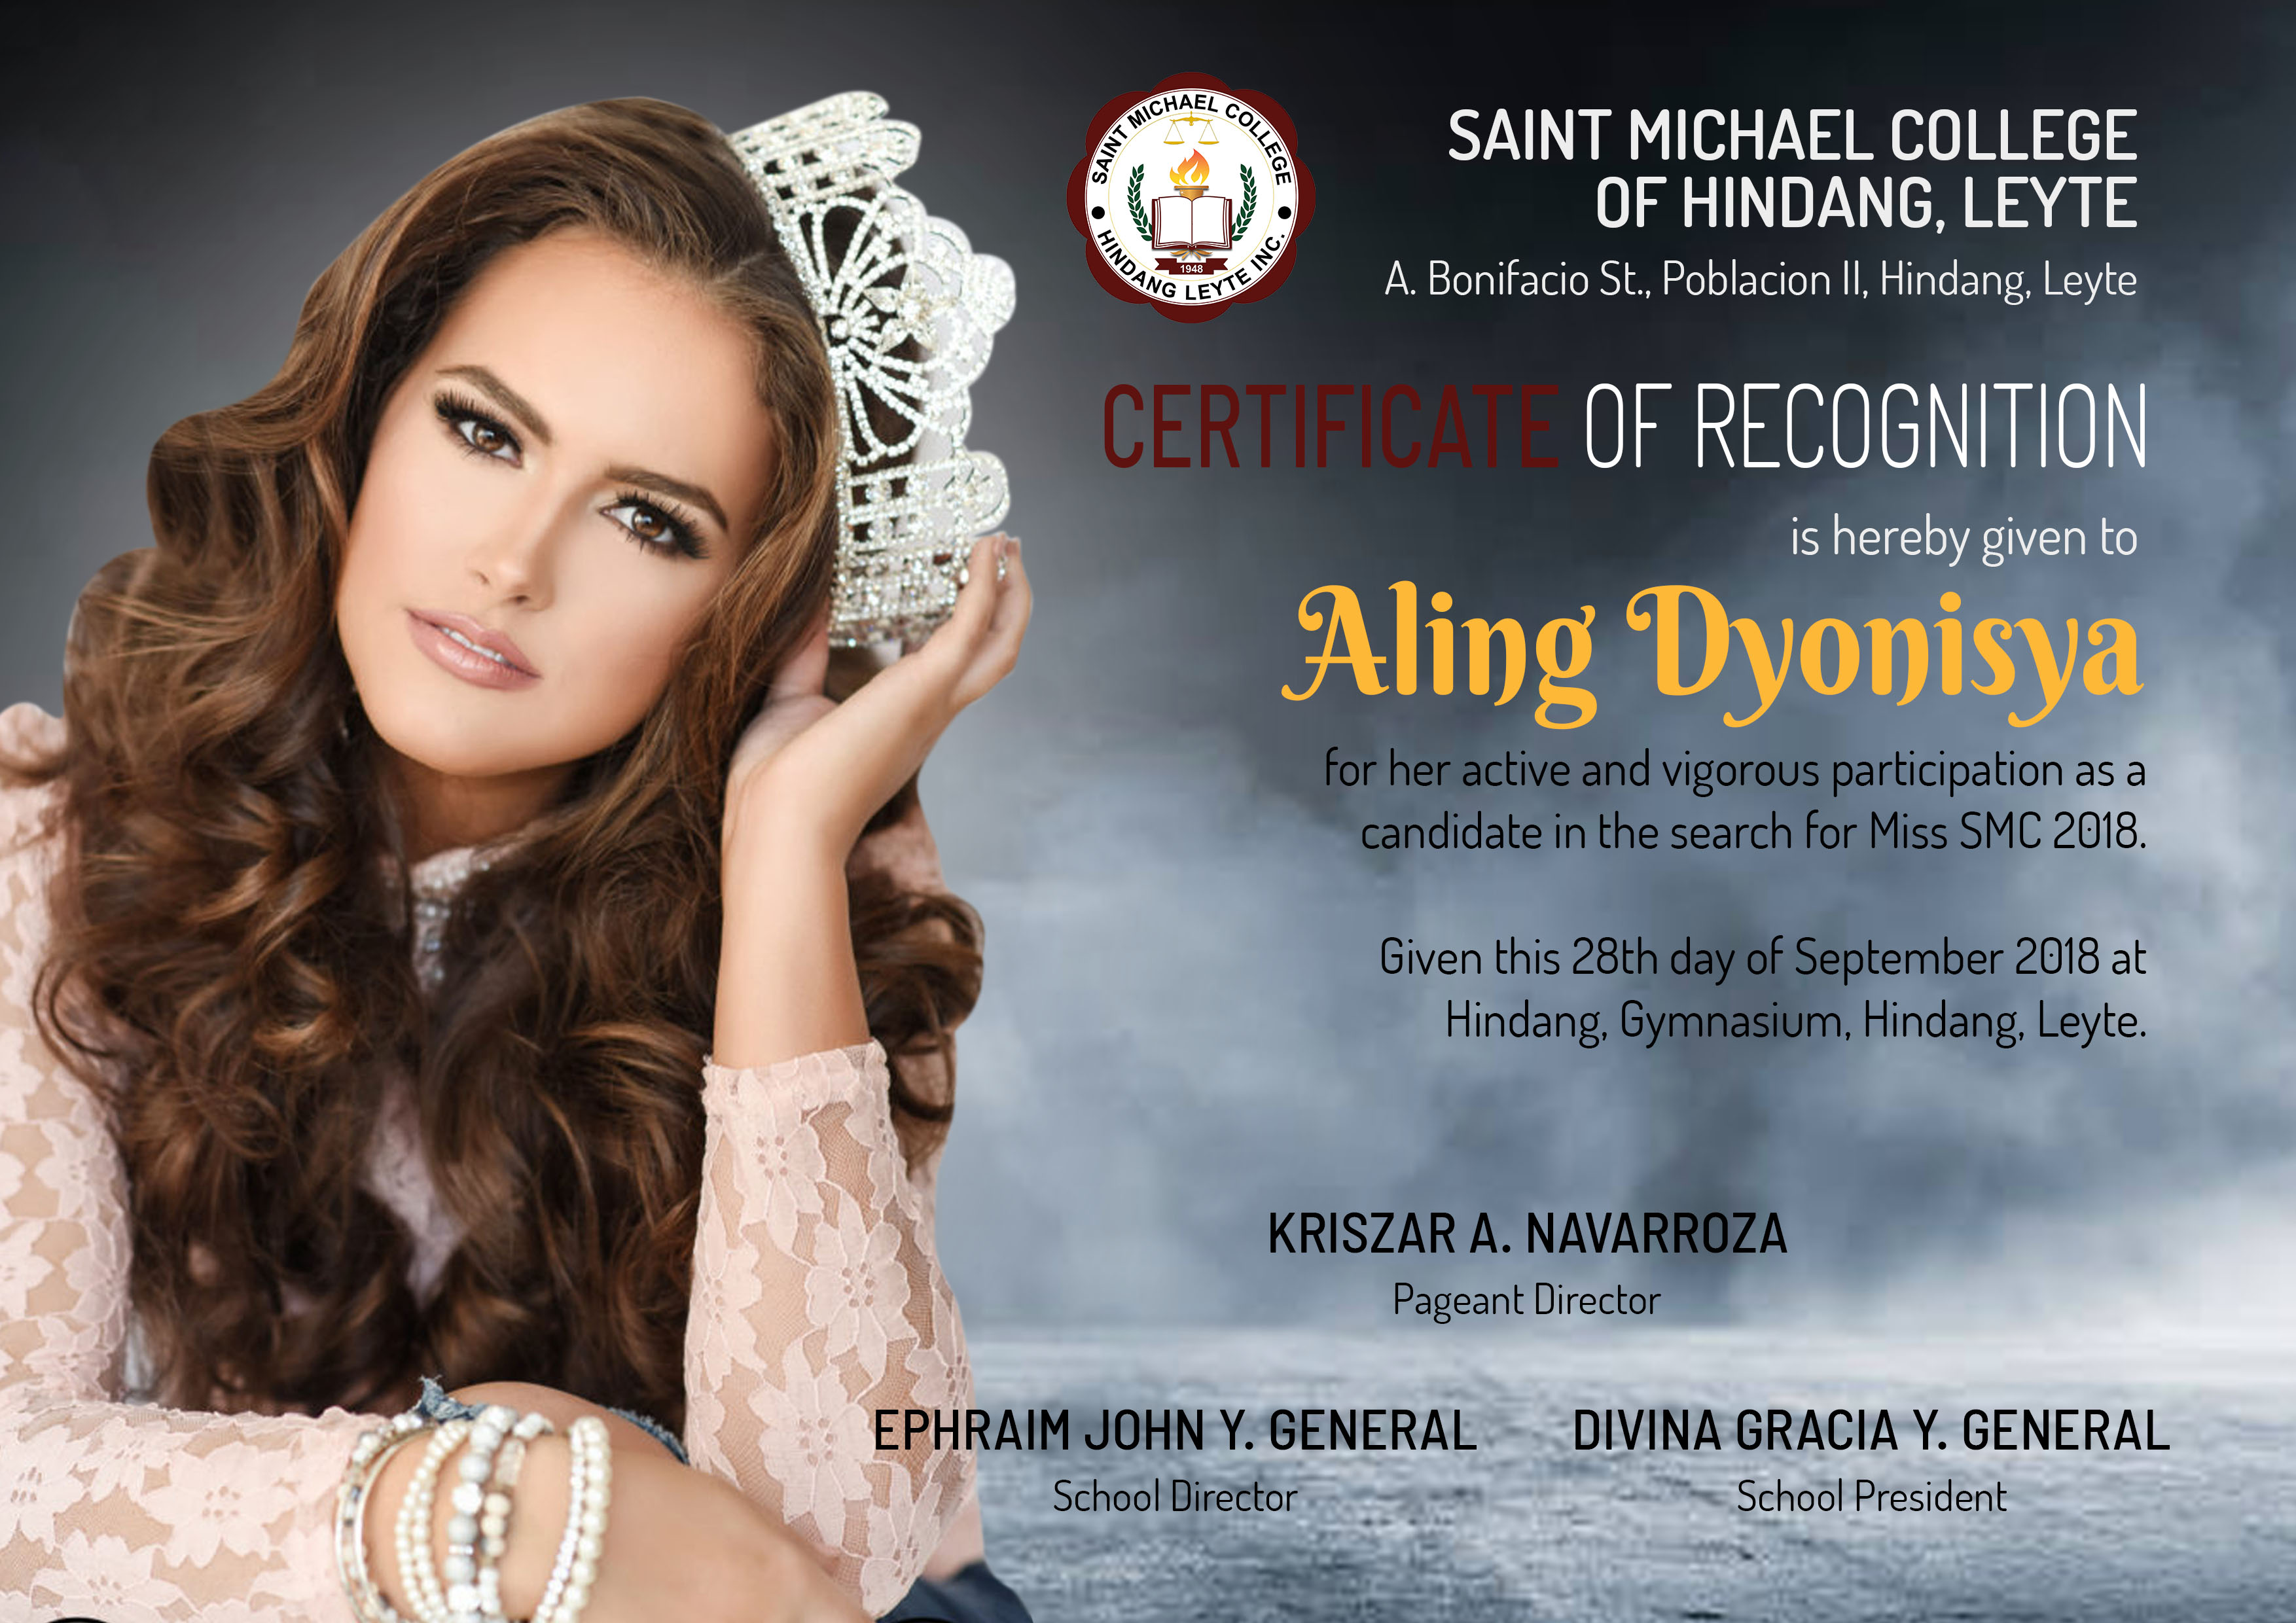 SAINT MICHAEL COLLEGE
HINDANG LEYTE INC.
1948
SAINT MICHAEL COLLEGE
OF HINDANG, LEYTE
A. Bonifacio St., Poblacion II, Hindang, Leyte
CERTIFICATE OF RECOGNITION
is hereby given to
Aling Dyonisya
for her active and vigorous participation as a
candidate in the search for Miss SMC 2018.
Given this 28th day of September 2018 at
Hindang, Gymnasium, Hindang, Leyte.
KRISZAR A. NAVARROZA
Pageant Director
EPHRAIM JOHN Y. GENERAL
School Director
DIVINA GRACIA Y. GENERAL
School President